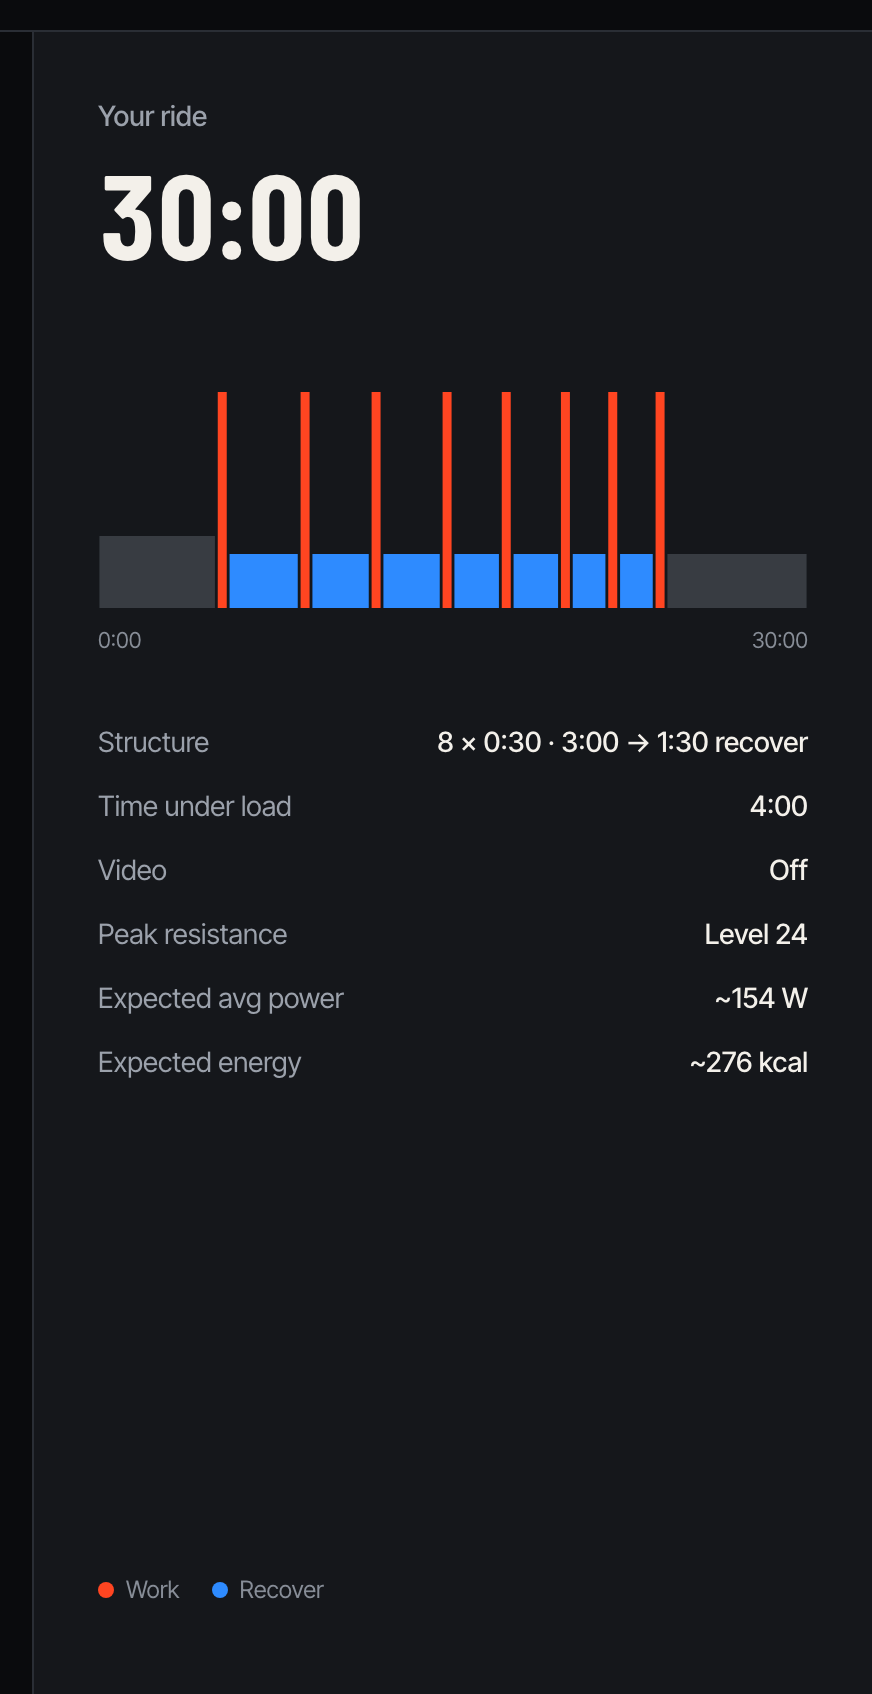 Your ride
30:00
0:00 30:00
Structure 8 × 0:30 · 3:00 → 1:30 recover
Time under load 4:00
Video Off
Peak resistance Level 24
Expected avg power ~154 W
Expected energy ~276 kcal
Work Recover